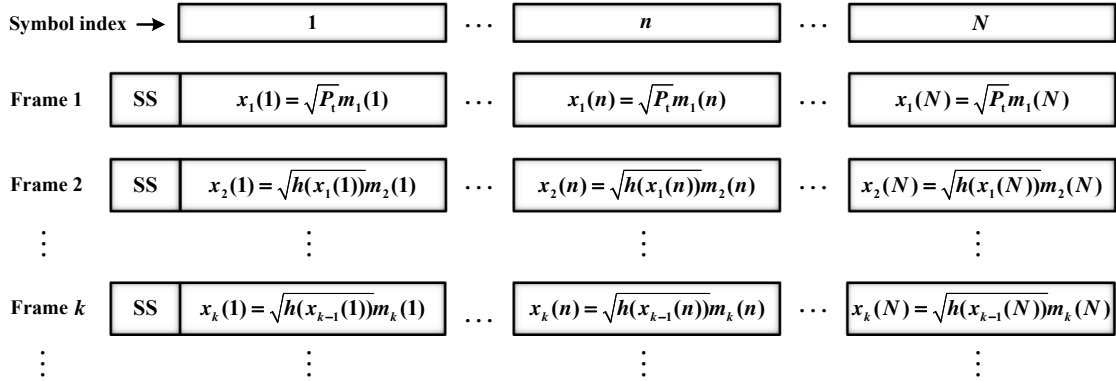 Symbol index → 1 ... n ... N
Frame 1 SS x₁(1) = √P_t m₁(1) ... x₁(n) = √P_t m₁(n) ... x₁(N) = √P_t m₁(N)
Frame 2 SS x₂(1) = √h(x₁(1)) m₂(1) ... x₂(n) = √h(x₁(n)) m₂(n) ... x₂(N) = √h(x₁(N)) m₂(N)
⋮ ⋮ ⋮ ⋮
Frame k SS x_k(1) = √h(x_{k−1}(1)) m_k(1) ... x_k(n) = √h(x_{k−1}(n)) m_k(n) ... x_k(N) = √h(x_{k−1}(N)) m_k(N)
⋮ ⋮ ⋮ ⋮